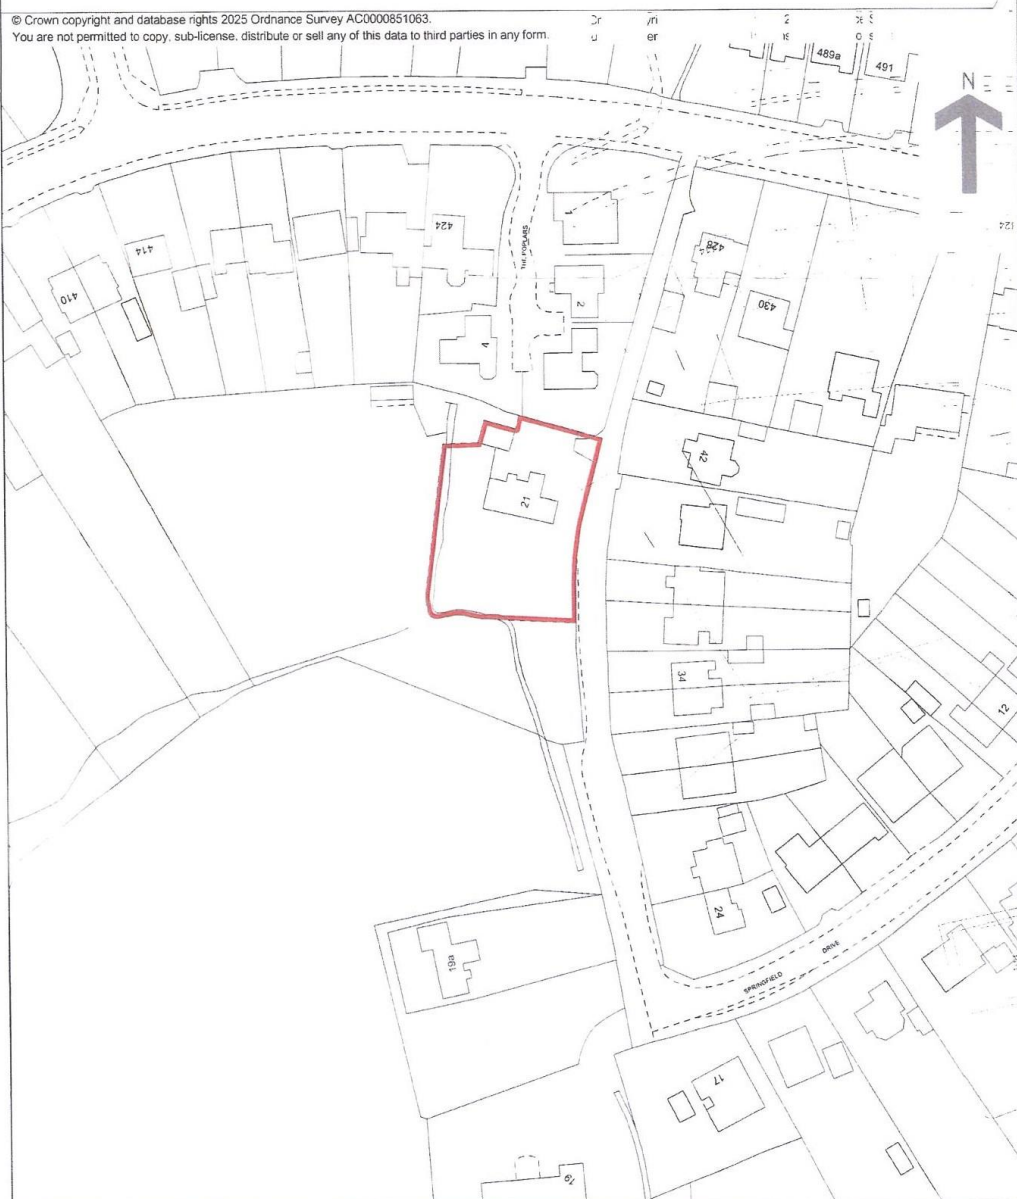 © Crown copyright and database rights 2025 Ordnance Survey AC0000851063.
You are not permitted to copy, sub-license, distribute or sell any of this data to third parties in any form.
489a
491
N
424
414
410
THE POPLARS
1
2
4
428
430
42
21
34
12
24
19a
SPRINGFIELD
DRIVE
17